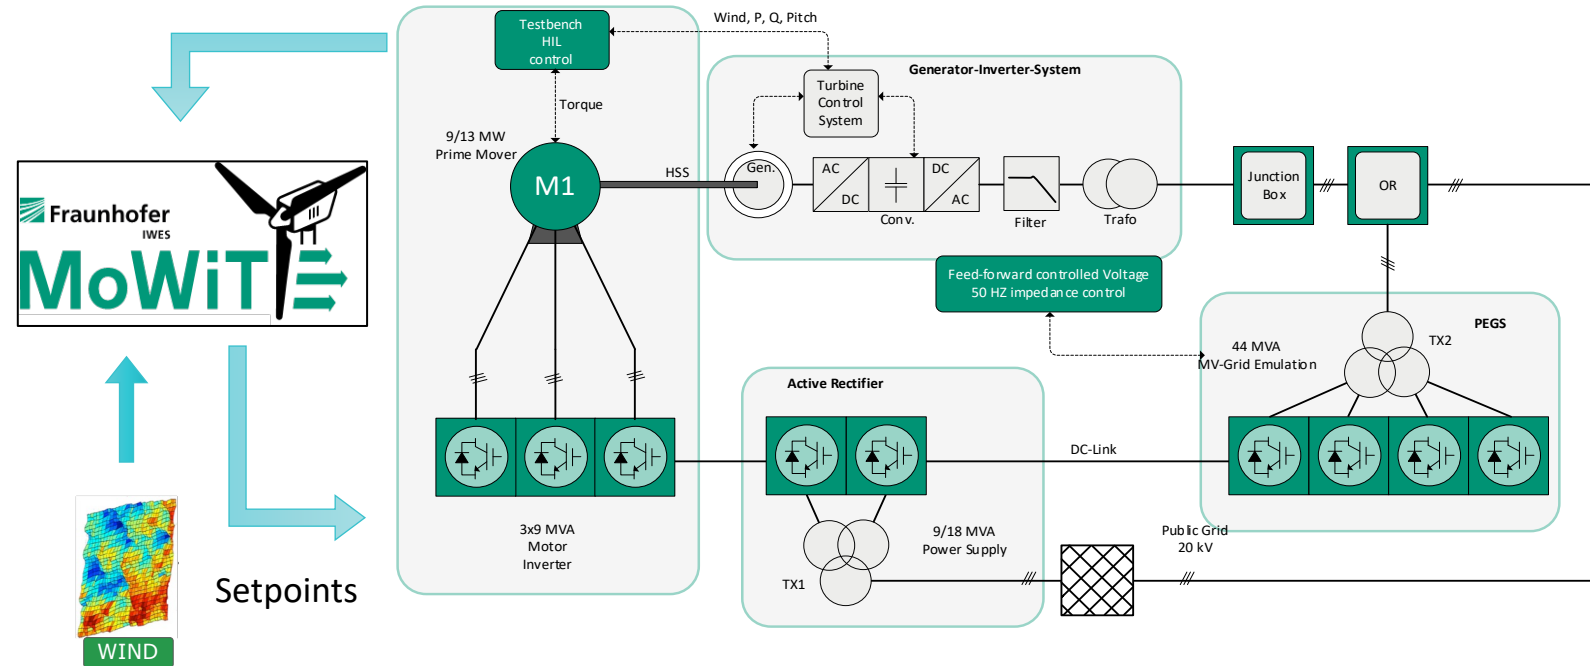 Testbench
HIL
control
Wind, P, Q, Pitch
Torque
9/13 MW
Prime Mover
M1
HSS
Generator-Inverter-System
Turbine
Control
System
Gen.
AC
DC
DC
AC
Conv.
Filter
Trafo
Junction
Box
OR
Fraunhofer
IWES
MoWiT
Feed-forward controlled Voltage
50 HZ impedance control
PEGS
TX2
44 MVA
MV-Grid Emulation
Active Rectifier
DC-Link
3x9 MVA
Motor
Inverter
9/18 MVA
Power Supply
TX1
Public Grid
20 kV
Setpoints
WIND